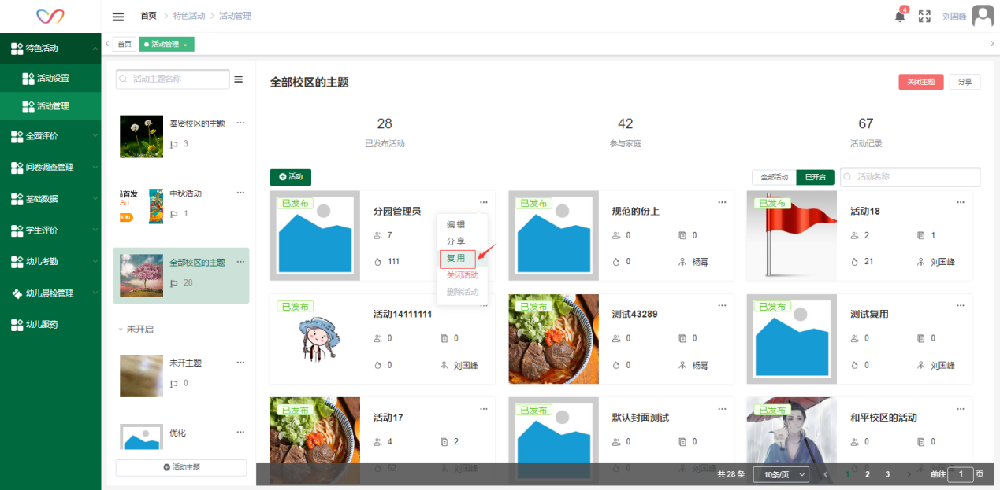 首页 > 特色活动 > 活动管理
4
刘国峰
首页
活动管理 ×
特色活动
活动设置
活动管理
全园评价
问卷调查管理
基础数据
学生评价
幼儿考勤
幼儿晨检管理
幼儿服药
活动主题名称
奉贤校区的主题
3
中秋活动
1
全部校区的主题
28
未开启
未开主题
0
优化
活动主题
全部校区的主题
关闭主题
分享
28
已发布活动
42
参与家庭
67
活动记录
活动
全部活动
已开启
活动名称
已发布
分园管理员
7
111
编辑
分享
复用
关闭活动
删除活动
已发布
规范的份上
0
0
0
杨幂
已发布
活动18
2
1
21
刘国峰
已发布
活动14111111
0
0
0
刘国峰
已发布
测试43289
0
0
0
杨幂
已发布
测试复用
0
0
0
刘国峰
已发布
活动17
4
2
62
刘国峰
已发布
默认封面测试
0
0
0
刘国峰
已发布
和平校区的活动
0
0
共 28 条
10条/页
1
2
3
前往 1 页